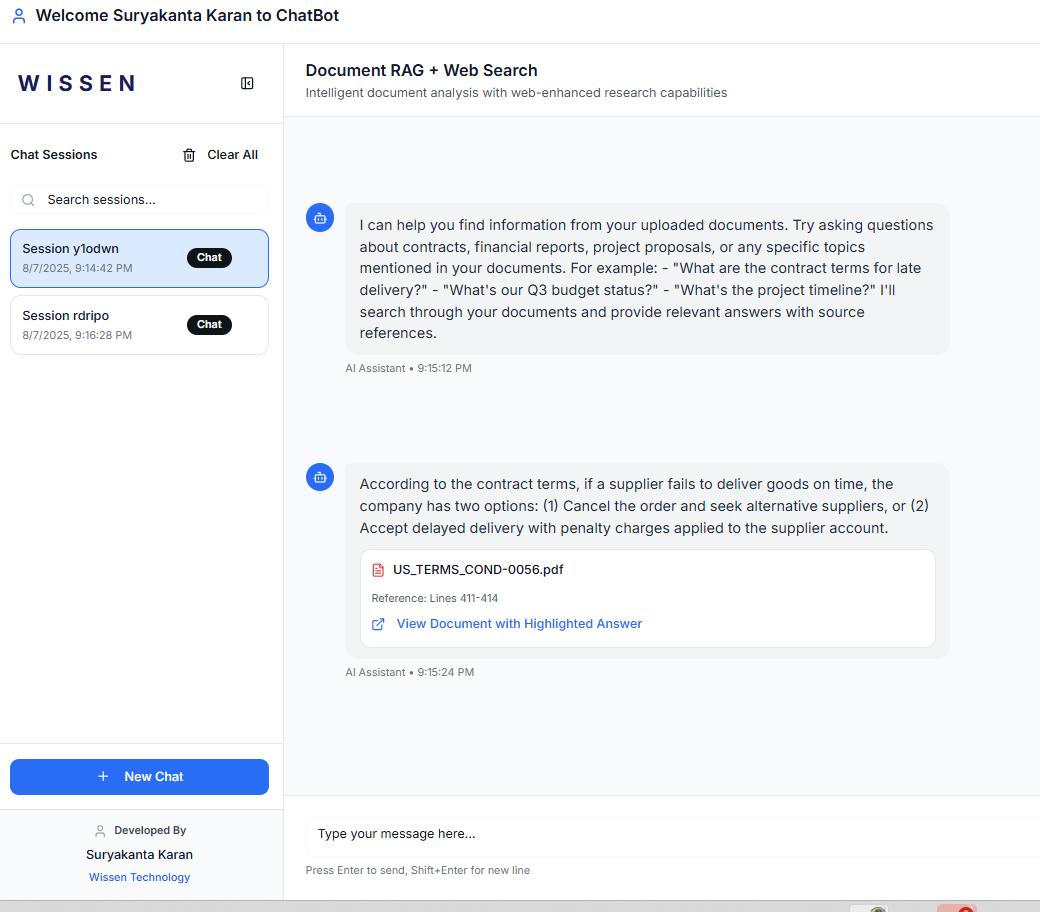 Welcome Suryakanta Karan to ChatBot
WISSEN
Chat Sessions
Clear All
Search sessions...
Session y1odwn
8/7/2025, 9:14:42 PM
Chat
Session rdripo
8/7/2025, 9:16:28 PM
Chat
New Chat
Developed By
Suryakanta Karan
Wissen Technology
Document RAG + Web Search
Intelligent document analysis with web-enhanced research capabilities
I can help you find information from your uploaded documents. Try asking questions
about contracts, financial reports, project proposals, or any specific topics
mentioned in your documents. For example: - "What are the contract terms for late
delivery?" - "What's our Q3 budget status?" - "What's the project timeline?" I'll
search through your documents and provide relevant answers with source
references.
AI Assistant • 9:15:12 PM
According to the contract terms, if a supplier fails to deliver goods on time, the
company has two options: (1) Cancel the order and seek alternative suppliers, or (2)
Accept delayed delivery with penalty charges applied to the supplier account.
US_TERMS_COND-0056.pdf
Reference: Lines 411-414
View Document with Highlighted Answer
AI Assistant • 9:15:24 PM
Type your message here...
Press Enter to send, Shift+Enter for new line